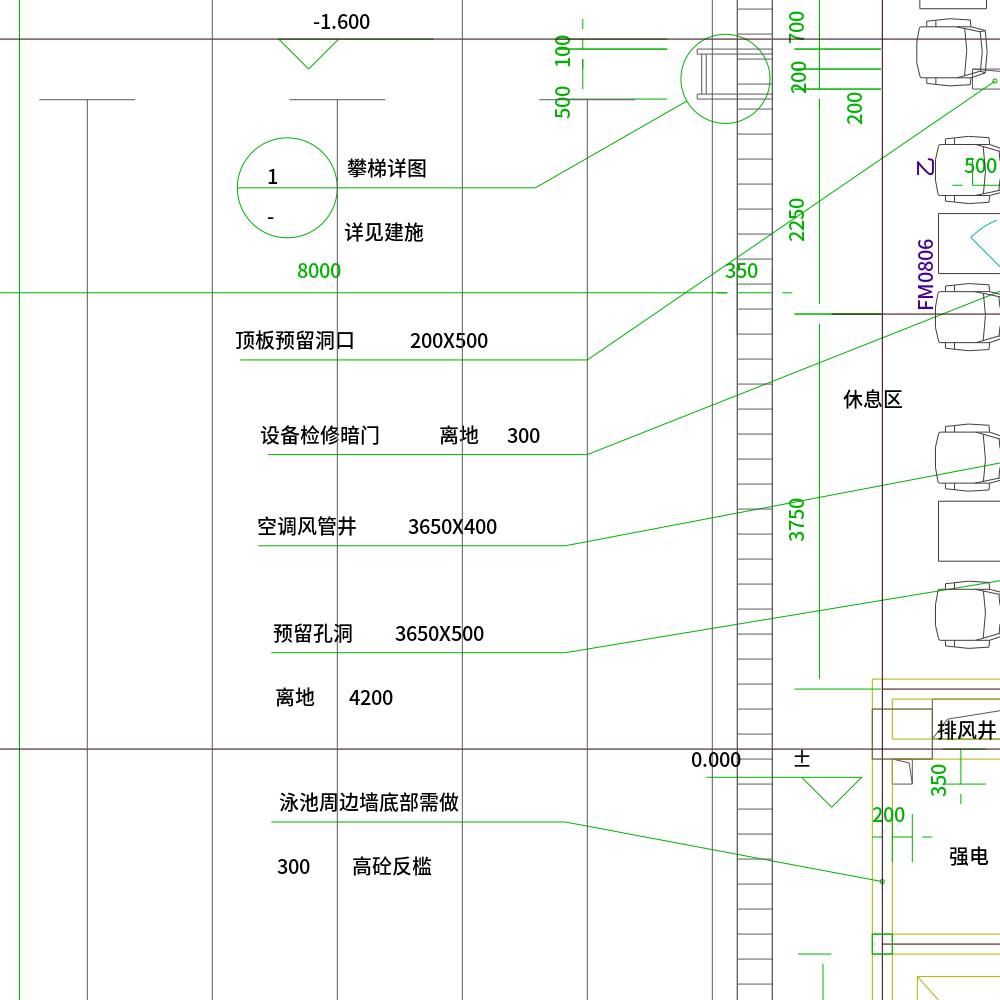 -1.600
700
100
200
500
200
1
攀梯详图
乙
500
-
详见建施
2250
8000
350
FM0806
顶板预留洞口 200X500
休息区
设备检修暗门 离地 300
空调风管井 3650X400
3750
预留孔洞 3650X500
离地 4200
排风井
0.000 ±
350
泳池周边墙底部需做
200
强电
300 高砼反槛